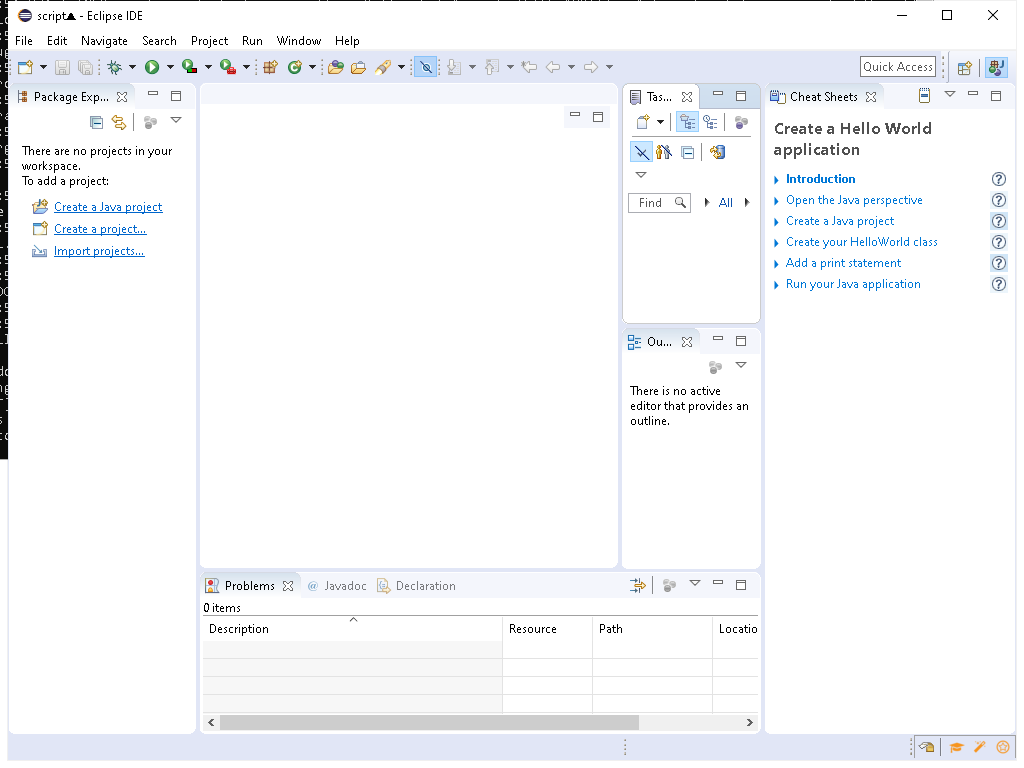 script▲ - Eclipse IDE
File Edit Navigate Search Project Run Window Help
Quick Access
Package Exp...
There are no projects in your
workspace.
To add a project:
Create a Java project
Create a project...
Import projects...
Tas...
Find
All
Ou...
There is no active
editor that provides an
outline.
Cheat Sheets
Create a Hello World
application
Introduction
Open the Java perspective
Create a Java project
Create your HelloWorld class
Add a print statement
Run your Java application
Problems @ Javadoc Declaration
0 items
Description Resource Path Locatio